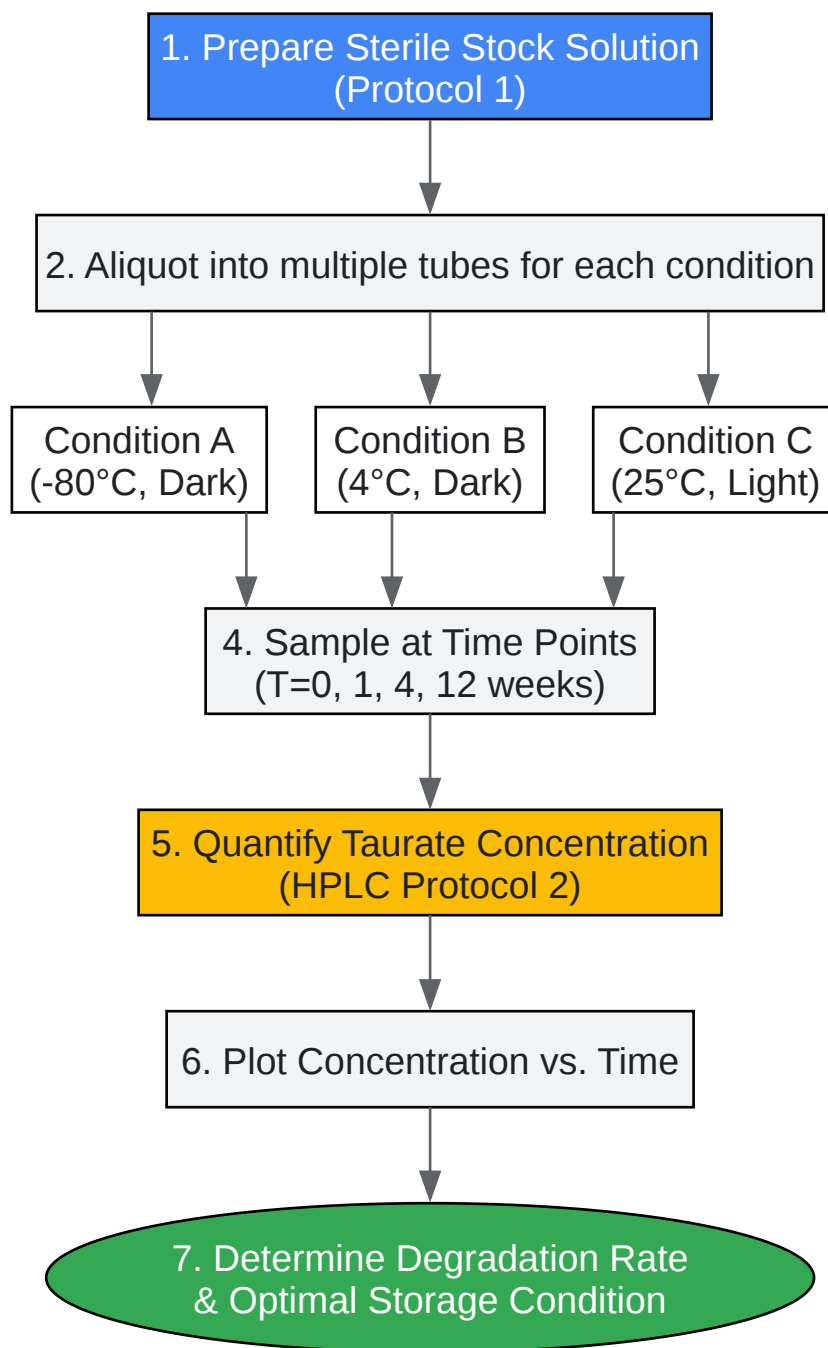 1. Prepare Sterile Stock Solution
(Protocol 1)
2. Aliquot into multiple tubes for each condition
Condition A
(-80°C, Dark)
Condition B
(4°C, Dark)
Condition C
(25°C, Light)
4. Sample at Time Points
(T=0, 1, 4, 12 weeks)
5. Quantify Taurate Concentration
(HPLC Protocol 2)
6. Plot Concentration vs. Time
7. Determine Degradation Rate
& Optimal Storage Condition